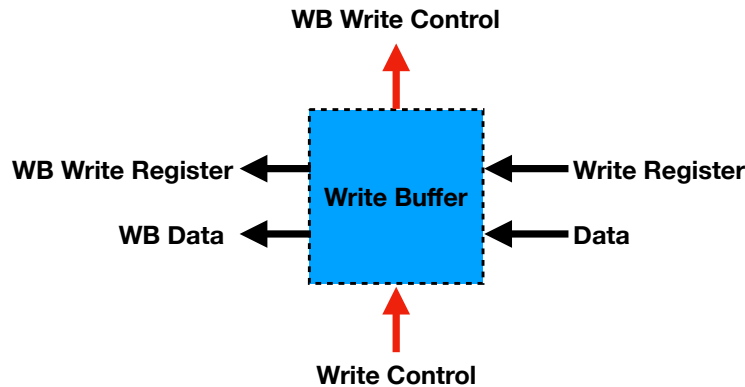 WB Write Control
WB Write Register
Write Buffer
Write Register
WB Data
Data
Write Control